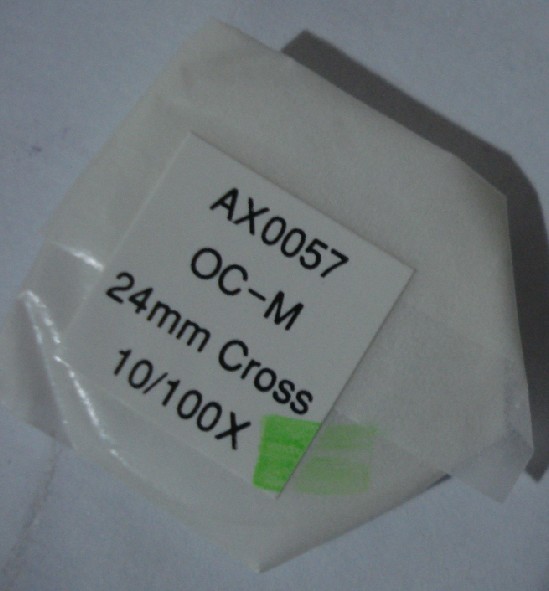 AX0057
OC-M
24mm Cross
10/100X